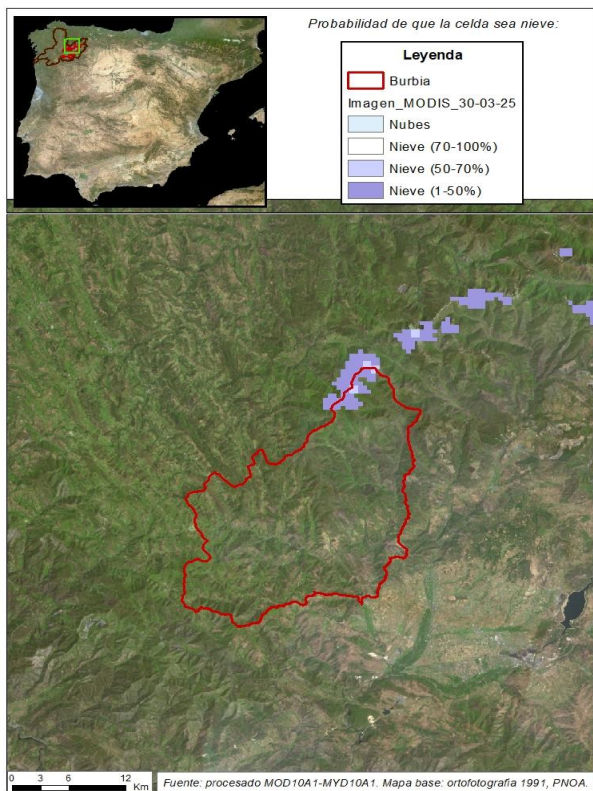 Probabilidad de que la celda sea nieve:
Leyenda
Burbia
Imagen_MODIS_30-03-25
Nubes
Nieve (70-100%)
Nieve (50-70%)
Nieve (1-50%)
0 3 6 12
Km
Fuente: procesado MOD10A1-MYD10A1. Mapa base: ortofotografía 1991, PNOA.